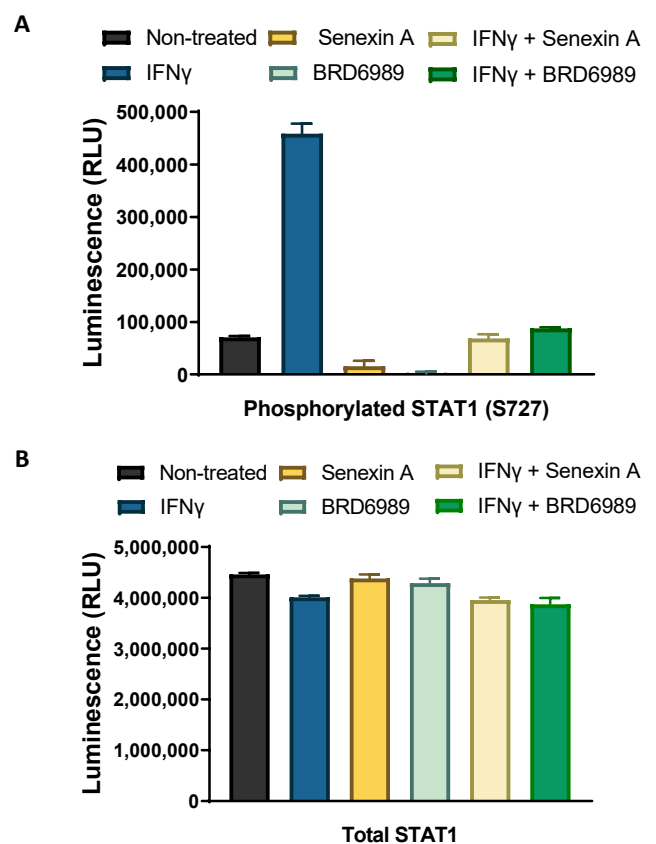 A
Non-treated Senexin A IFNγ + Senexin A
IFNγ BRD6989 IFNγ + BRD6989
Luminescence (RLU)
500,000
400,000
300,000
200,000
100,000
0
Phosphorylated STAT1 (S727)
B
Non-treated Senexin A IFNγ + Senexin A
IFNγ BRD6989 IFNγ + BRD6989
Luminescence (RLU)
5,000,000
4,000,000
3,000,000
2,000,000
1,000,000
0
Total STAT1